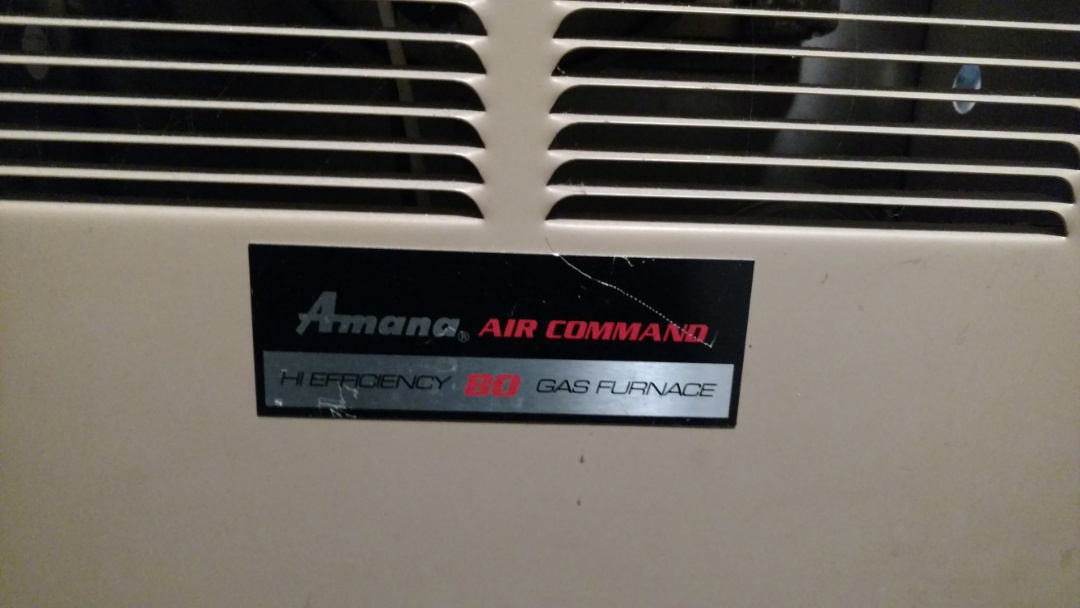 Amana® AIR COMMAND
HI EFFICIENCY 80 GAS FURNACE